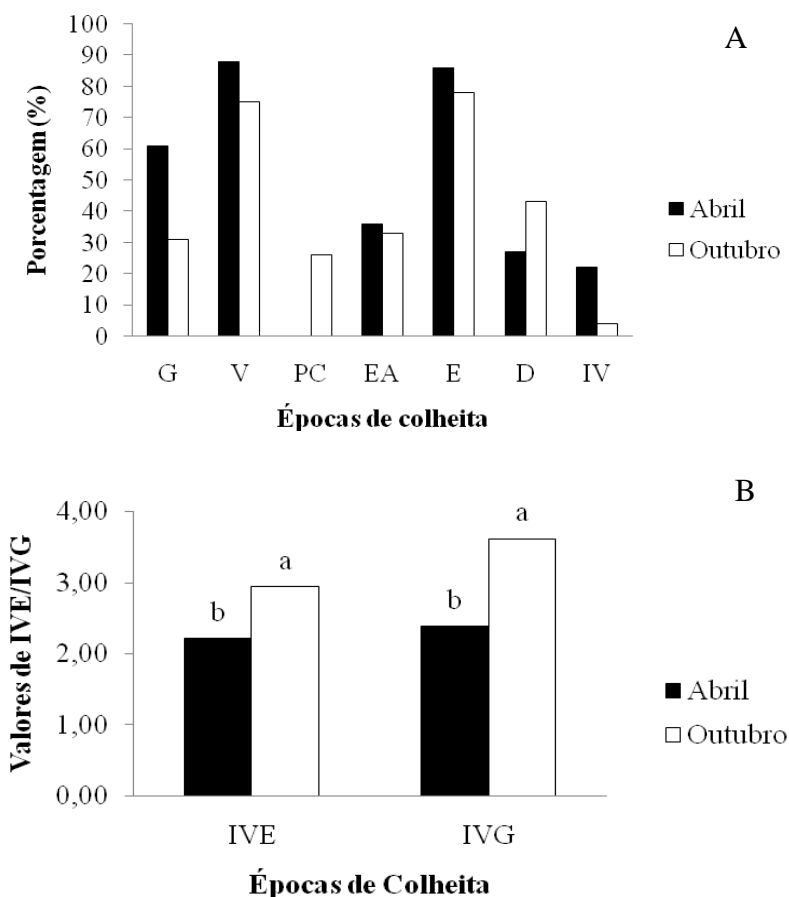 A
Porcentagem (%)
100
90
80
70
60
50
40
30
20
10
0
G V PC EA E D IV
Épocas de colheita
Abril
Outubro
B
Valores de IVE/IVG
4,00
3,00
2,00
1,00
0,00
b a b a
IVE IVG
Épocas de Colheita
Abril
Outubro